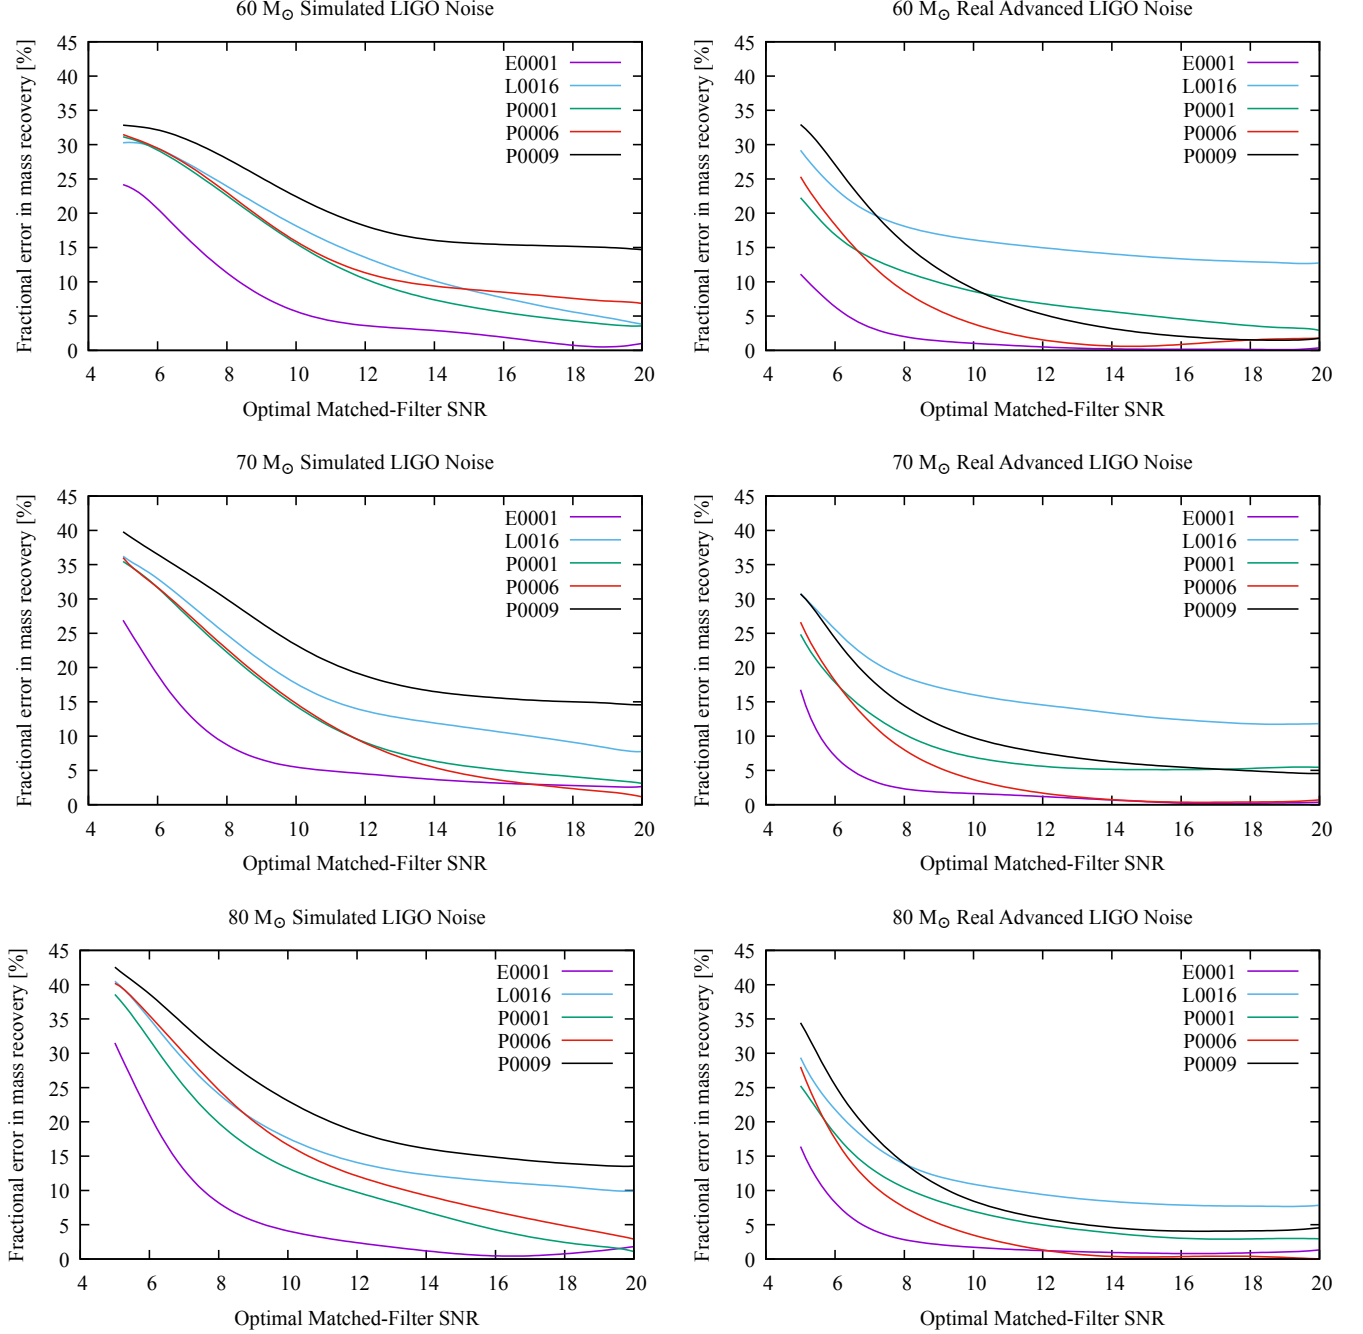 60 M⊙ Simulated LIGO Noise
Fractional error in mass recovery [%]
45
40
35
30
25
20
15
10
5
0
E0001
L0016
P0001
P0006
P0009
4 6 8 10 12 14 16 18 20
Optimal Matched-Filter SNR
60 M⊙ Real Advanced LIGO Noise
Fractional error in mass recovery [%]
45
40
35
30
25
20
15
10
5
0
E0001
L0016
P0001
P0006
P0009
4 6 8 10 12 14 16 18 20
Optimal Matched-Filter SNR
70 M⊙ Simulated LIGO Noise
Fractional error in mass recovery [%]
45
40
35
30
25
20
15
10
5
0
E0001
L0016
P0001
P0006
P0009
4 6 8 10 12 14 16 18 20
Optimal Matched-Filter SNR
70 M⊙ Real Advanced LIGO Noise
Fractional error in mass recovery [%]
45
40
35
30
25
20
15
10
5
0
E0001
L0016
P0001
P0006
P0009
4 6 8 10 12 14 16 18 20
Optimal Matched-Filter SNR
80 M⊙ Simulated LIGO Noise
Fractional error in mass recovery [%]
45
40
35
30
25
20
15
10
5
0
E0001
L0016
P0001
P0006
P0009
4 6 8 10 12 14 16 18 20
Optimal Matched-Filter SNR
80 M⊙ Real Advanced LIGO Noise
Fractional error in mass recovery [%]
45
40
35
30
25
20
15
10
5
0
E0001
L0016
P0001
P0006
P0009
4 6 8 10 12 14 16 18 20
Optimal Matched-Filter SNR